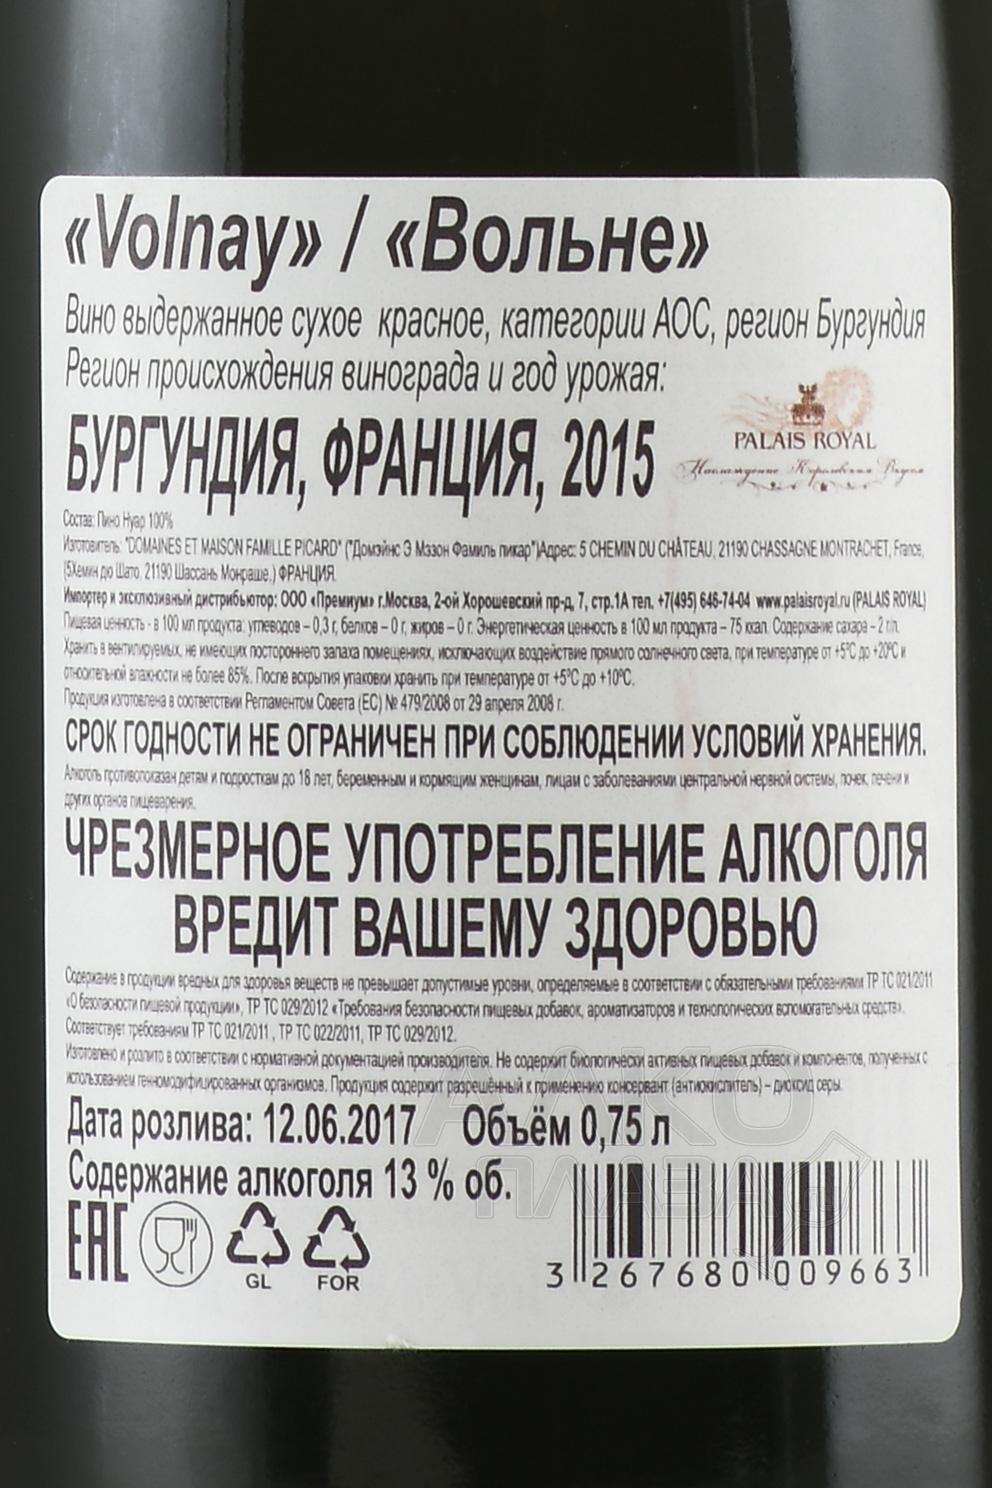 «Volnay» / «Вольне»
Вино выдержанное сухое красное, категории АОС, регион Бургундия
Регион происхождения винограда и год урожая:
БУРГУНДИЯ, ФРАНЦИЯ, 2015
PALAIS ROYAL
Наслаждение Королевским Вкусом
Состав: Пино Нуар 100%
Изготовитель: "DOMAINES ET MAISON FAMILLE PICARD" ("Домэйнс Э Мэзон Фамиль пикар")Адрес: 5 CHEMIN DU CHÂTEAU, 21190 CHASSAGNE MONTRACHET, France,
(5Хемин дю Шато, 21190 Шассань Монраше,) ФРАНЦИЯ.
Импортер и эксклюзивный дистрибьютор: ООО «Премиум» г.Москва, 2-ой Хорошевский пр-д, 7, стр.1А тел. +7(495) 646-74-04 www.palaisroyal.ru (PALAIS ROYAL)
Пищевая ценность - в 100 мл продукта: углеводов – 0,3 г, белков – 0 г, жиров – 0 г. Энергетическая ценность в 100 мл продукта – 75 ккал. Содержание сахара – 2 г/л.
Хранить в вентилируемых, не имеющих постороннего запаха помещениях, исключающих воздействие прямого солнечного света, при температуре от +5°С до +20°С и
относительной влажности не более 85%. После вскрытия упаковки хранить при температуре от +5°С до +10°С.
Продукция изготовлена в соответствии Регламентом Совета (ЕС) № 479/2008 от 29 апреля 2008 г.
СРОК ГОДНОСТИ НЕ ОГРАНИЧЕН ПРИ СОБЛЮДЕНИИ УСЛОВИЙ ХРАНЕНИЯ.
Алкоголь противопоказан детям и подросткам до 18 лет, беременным и кормящим женщинам, лицам с заболеваниями центральной нервной системы, почек, печени и
других органов пищеварения.
ЧРЕЗМЕРНОЕ УПОТРЕБЛЕНИЕ АЛКОГОЛЯ
ВРЕДИТ ВАШЕМУ ЗДОРОВЬЮ
Содержание в продукции вредных для здоровья веществ не превышает допустимые уровни, определяемые в соответствии с обязательными требованиями ТР ТС 021/2011
«О безопасности пищевой продукции», ТР ТС 029/2012 «Требования безопасности пищевых добавок, ароматизаторов и технологических вспомогательных средств».
Соответствует требованиям ТР ТС 021/2011 , ТР ТС 022/2011, ТР ТС 029/2012.
Изготовлено и розлито в соответствии с нормативной документацией производителя. Не содержит биологически активных пищевых добавок и компонентов, полученных с
использованием генномодифицированных организмов. Продукция содержит разрешённый к применению консервант (антиокислитель) – диоксид серы.
Дата розлива: 12.06.2017 Объём 0,75 л
Содержание алкоголя 13 % об.
ЕАС
GL FOR
3 267680 009663
АЛКО
ПЛАЗА